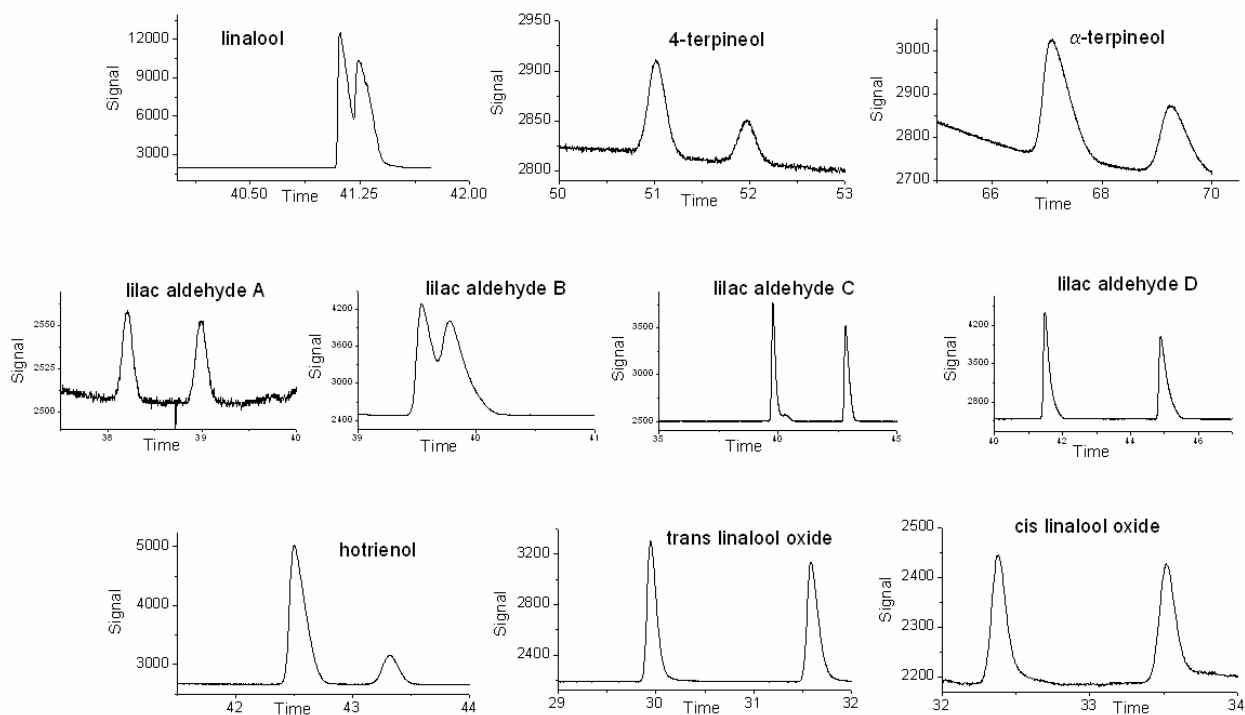 linalool
12000
9000
6000
3000
Signal
40.50
41.25
42.00
Time
4-terpineol
2950
2900
2850
2800
Signal
50
51
52
53
Time
α-terpineol
3000
2900
2800
2700
Signal
66
68
70
Time
lilac aldehyde A
2550
2525
2500
Signal
38
39
40
Time
lilac aldehyde B
4200
3600
3000
2400
Signal
39
40
41
Time
lilac aldehyde C
3500
3000
2500
Signal
35
40
45
Time
lilac aldehyde D
4200
3500
2800
Signal
40
42
44
46
Time
hotrienol
5000
4000
3000
Signal
42
43
44
Time
trans linalool oxide
3200
2800
2400
Signal
29
30
31
32
Time
cis linalool oxide
2500
2400
2300
2200
Signal
32
33
34
Time